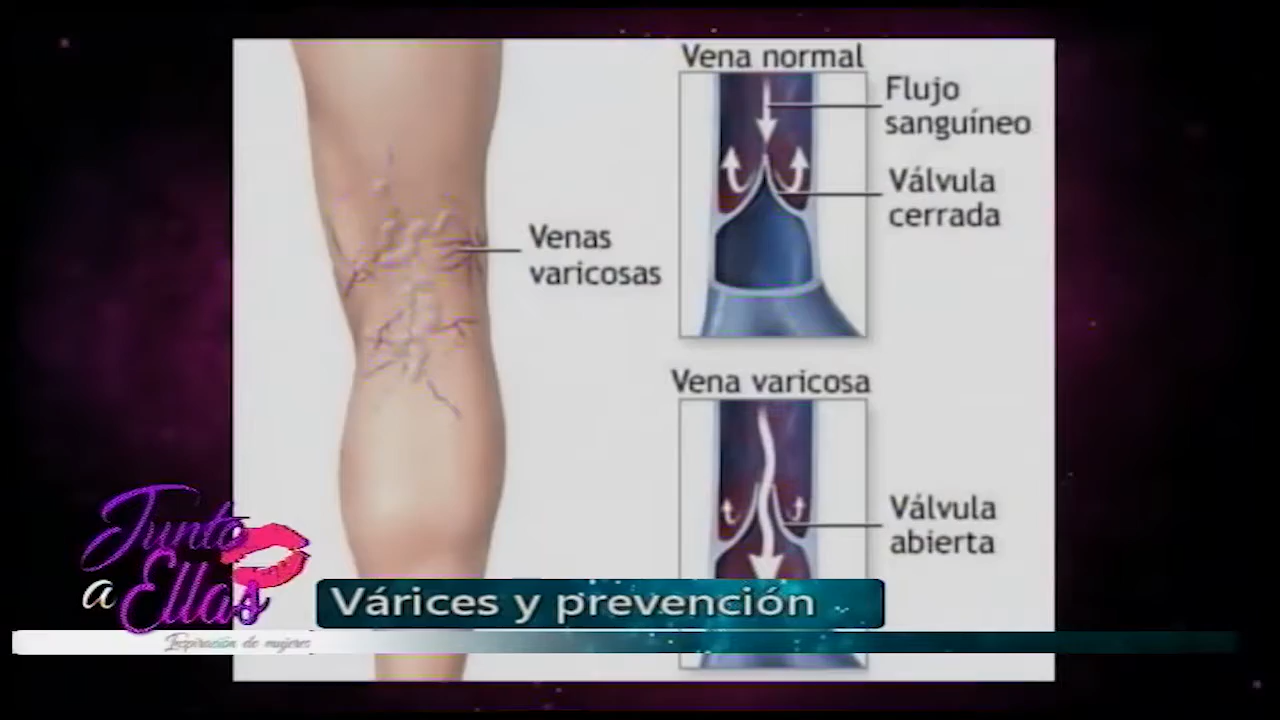 Vena normal
Flujo
sanguíneo
Válvula
cerrada
Venas
varicosas
Vena varicosa
Válvula
abierta
Junto
a Ellas
Inspiración de mujeres
Várices y prevención